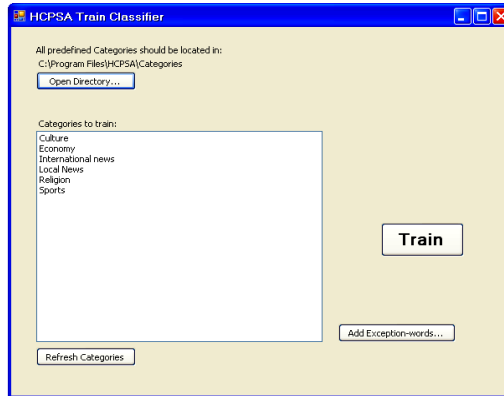 HCPSA Train Classifier
All predefined Categories should be located in:
C:\Program Files\HCPSA\Categories
Open Directory...
Categories to train:
Culture
Economy
International news
Local News
Religion
Sports
Train
Add Exception-words...
Refresh Categories